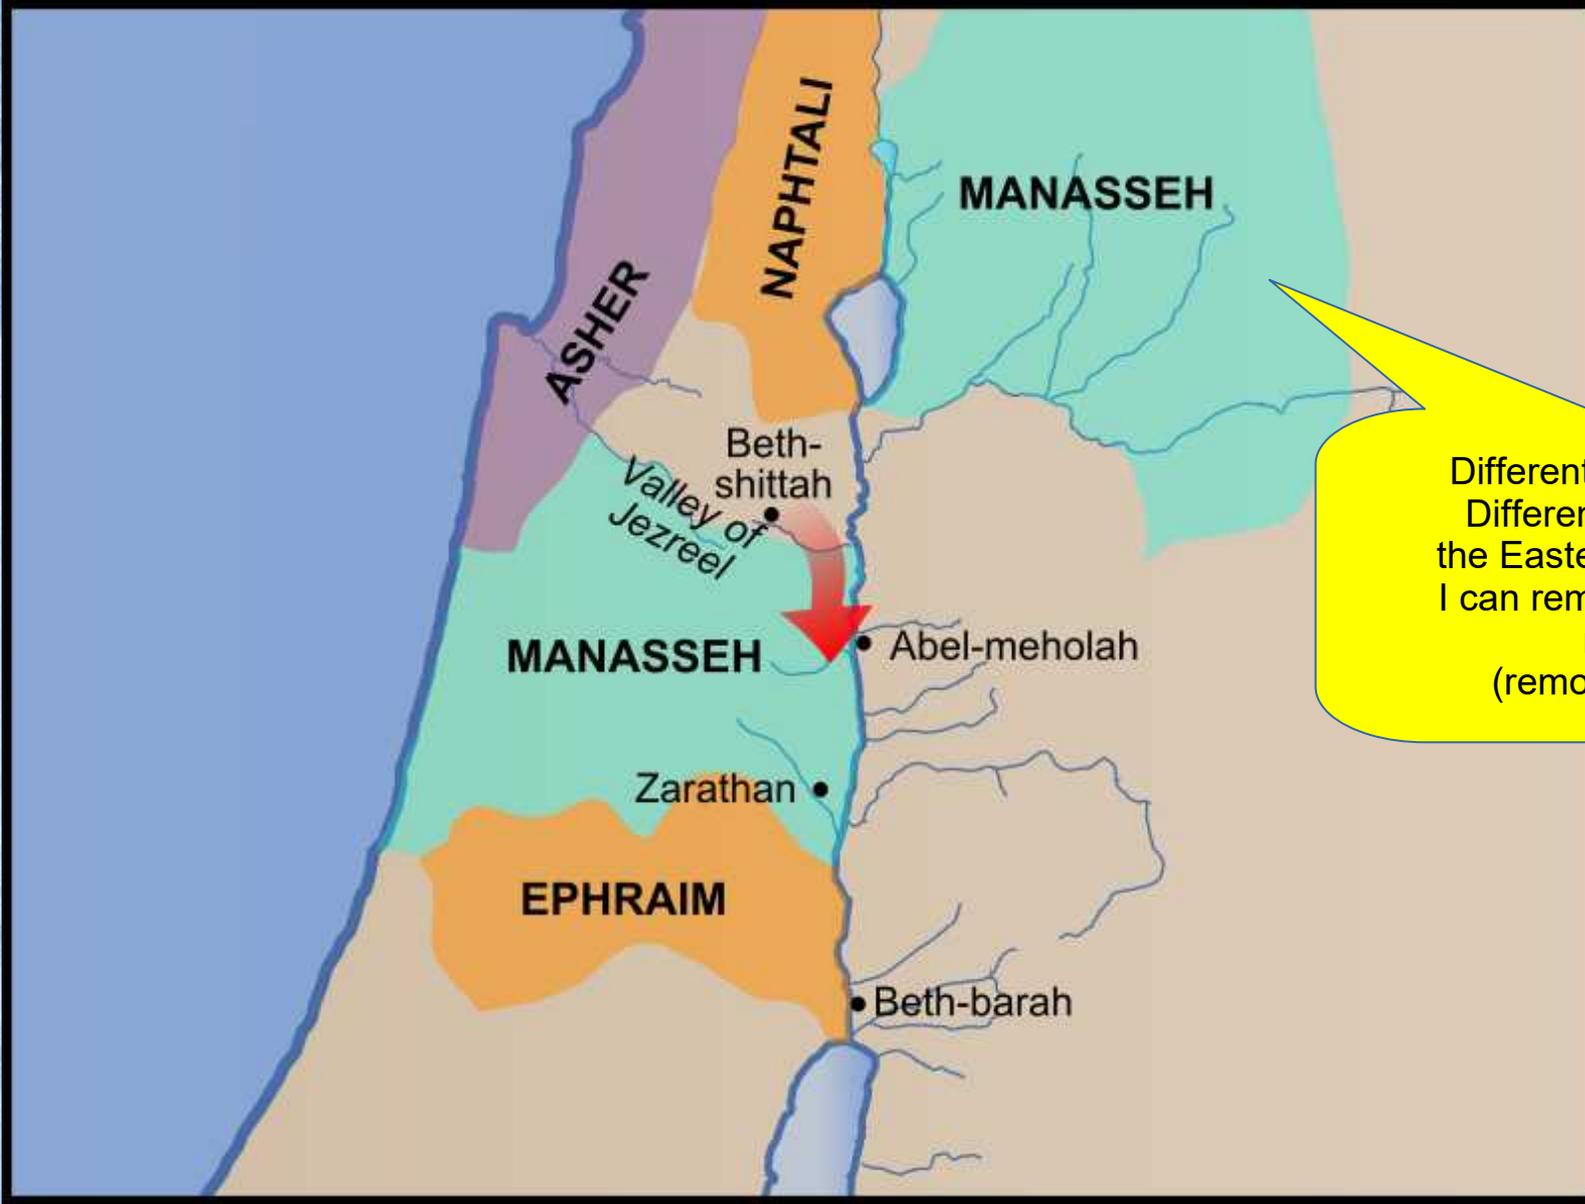 NAPHTALI
MANASSEH
ASHER
Beth-
shittah
Valley of
Jezreel
MANASSEH
Abel-meholah
Zarathan
EPHRAIM
Beth-barah
Different
Differen
the Easte
I can rem
(remo